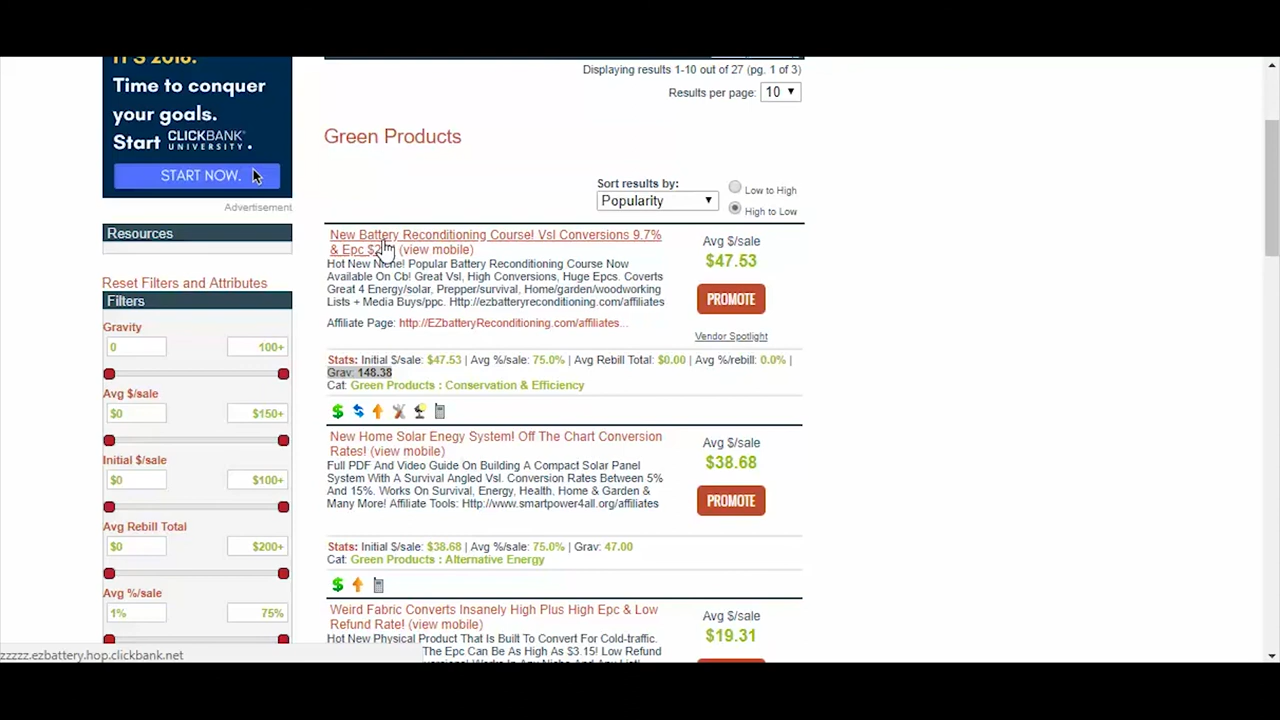 IT'S 2016.
Time to conquer
your goals.
Start CLICKBANK UNIVERSITY.
START NOW.
Advertisement
Resources
Reset Filters and Attributes
Filters
Gravity
0 100+
Avg $/sale
$0 $150+
Initial $/sale
$0 $100+
Avg Rebill Total
$0 $200+
Avg %/sale
1% 75%
zzzzz.ezbattery.hop.clickbank.net
Displaying results 1-10 out of 27 (pg. 1 of 3)
Results per page: 10
Green Products
Sort results by:
Popularity
Low to High
High to Low
New Battery Reconditioning Course! Vsl Conversions 9.7%
& Epc (view mobile)
Hot New Niche! Popular Battery Reconditioning Course Now
Available On Cb! Great Vsl, High Conversions, Huge Epcs. Coverts
Great 4 Energy/solar, Prepper/survival, Home/garden/woodworking
Lists + Media Buys/ppc. Http://ezbatteryreconditioning.com/affiliates
Affiliate Page: http://EZbatteryReconditioning.com/affiliates...
Avg $/sale
$47.53
PROMOTE
Vendor Spotlight
Stats: Initial $/sale: $47.53 | Avg %/sale: 75.0% | Avg Rebill Total: $0.00 | Avg %/rebill: 0.0% |
Grav: 148.38
Cat: Green Products : Conservation & Efficiency
New Home Solar Enegy System! Off The Chart Conversion
Rates! (view mobile)
Full PDF And Video Guide On Building A Compact Solar Panel
System With A Survival Angled Vsl. Conversion Rates Between 5%
And 15%. Works On Survival, Energy, Health, Home & Garden &
Many More! Affiliate Tools: Http://www.smartpower4all.org/affiliates
Avg $/sale
$38.68
PROMOTE
Stats: Initial $/sale: $38.68 | Avg %/sale: 75.0% | Grav: 47.00
Cat: Green Products : Alternative Energy
Weird Fabric Converts Insanely High Plus High Epc & Low
Refund Rate! (view mobile)
Hot New Physical Product That Is Built To Convert For Cold-traffic.
The Epc Can Be As High As $3.15! Low Refund
Avg $/sale
$19.31